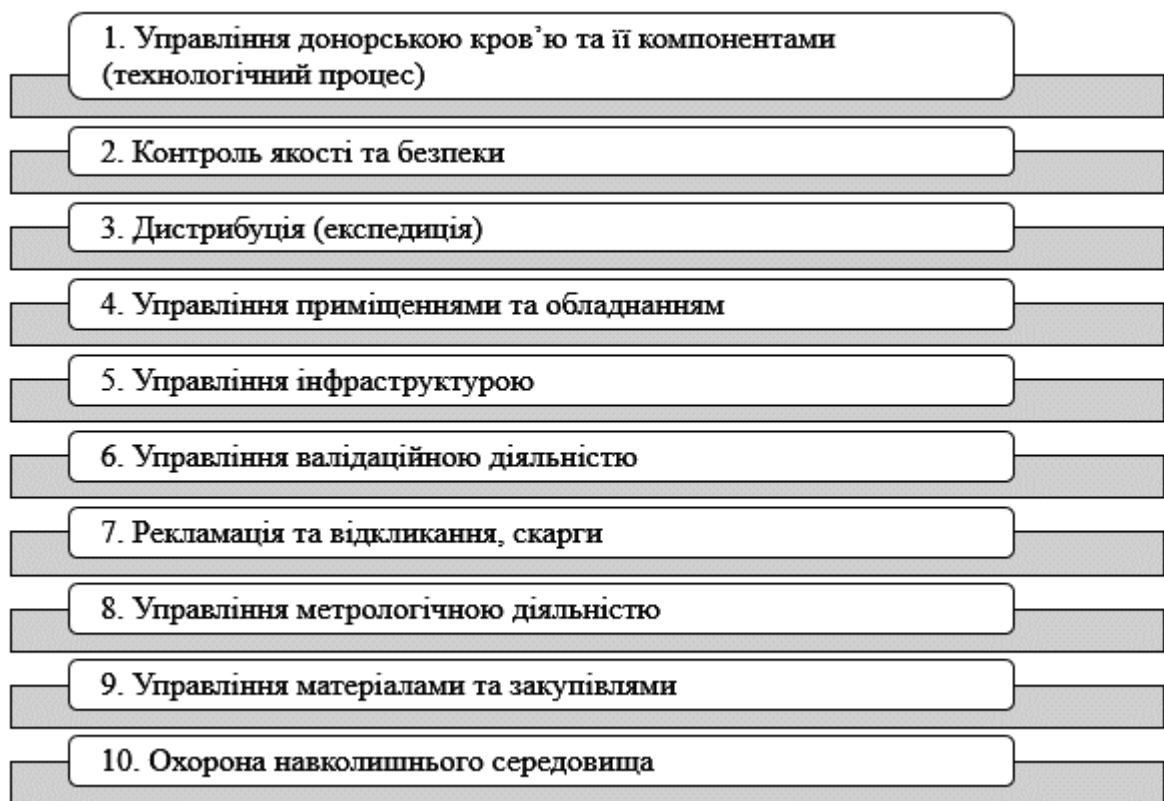 1. Управління донорською кров’ю та її компонентами
(технологічний процес)
2. Контроль якості та безпеки
3. Дистрибуція (експедиція)
4. Управління приміщеннями та обладнанням
5. Управління інфраструктурою
6. Управління валідаційною діяльністю
7. Рекламація та відкликання, скарги
8. Управління метрологічною діяльністю
9. Управління матеріалами та закупівлями
10. Охорона навколишнього середовища